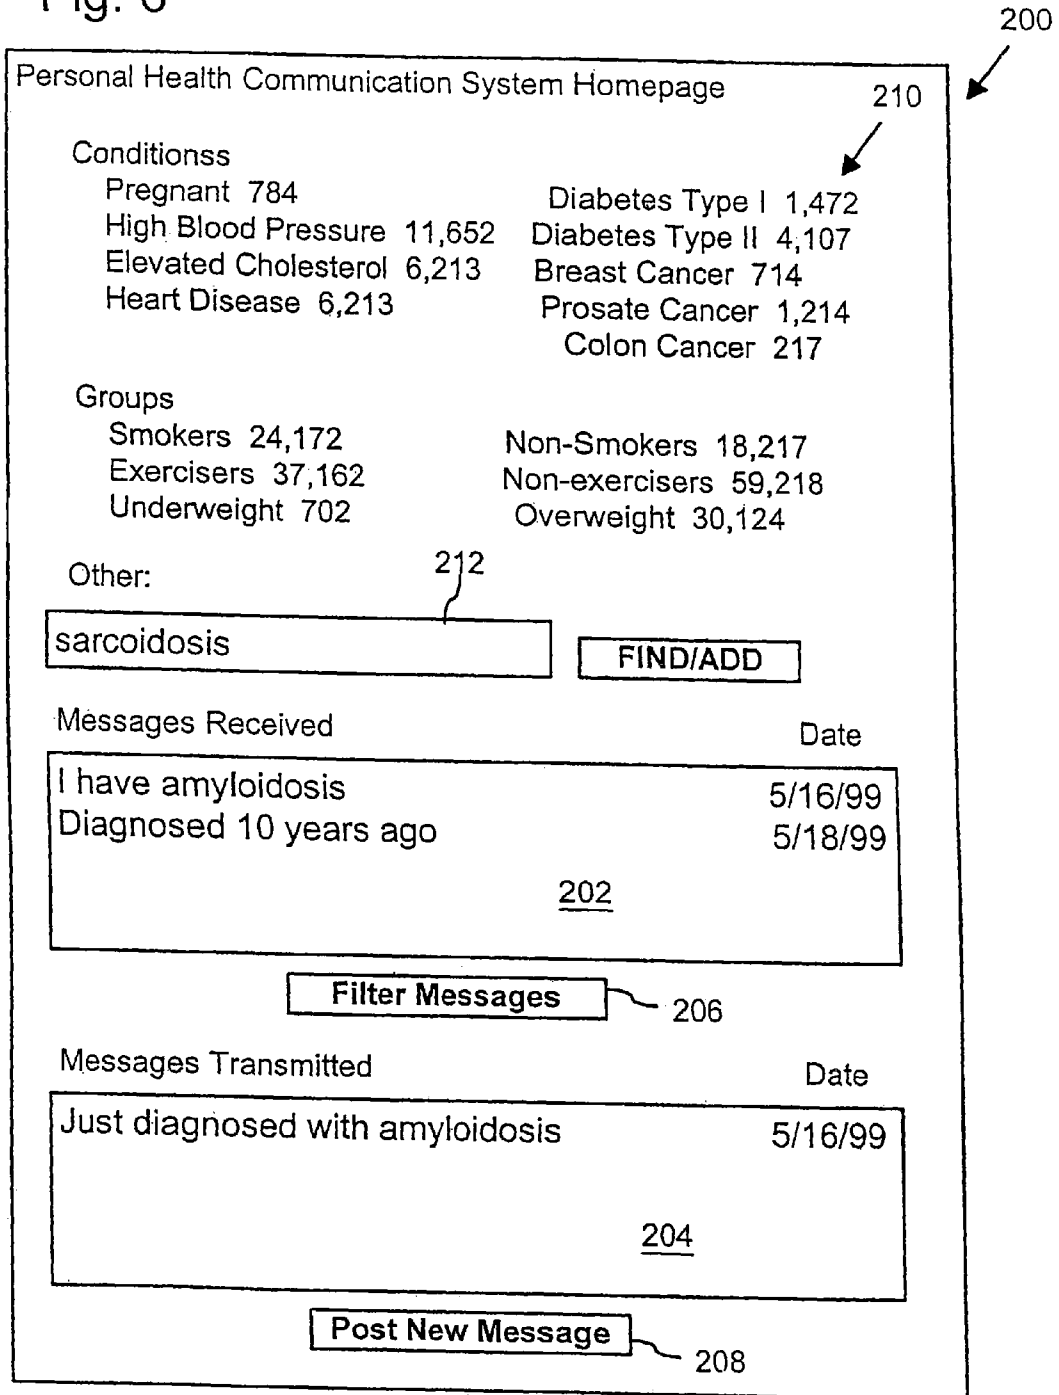 Fig. 6
200
Personal Health Communication System Homepage
210
Conditionss
Pregnant 784
High Blood Pressure 11,652
Elevated Cholesterol 6,213
Heart Disease 6,213
Diabetes Type I 1,472
Diabetes Type II 4,107
Breast Cancer 714
Prosate Cancer 1,214
Colon Cancer 217
Groups
Smokers 24,172
Exercisers 37,162
Underweight 702
Non-Smokers 18,217
Non-exercisers 59,218
Overweight 30,124
Other:
212
sarcoidosis
FIND/ADD
Messages Received Date
I have amyloidosis 5/16/99
Diagnosed 10 years ago 5/18/99
202
Filter Messages
206
Messages Transmitted Date
Just diagnosed with amyloidosis 5/16/99
204
Post New Message
208